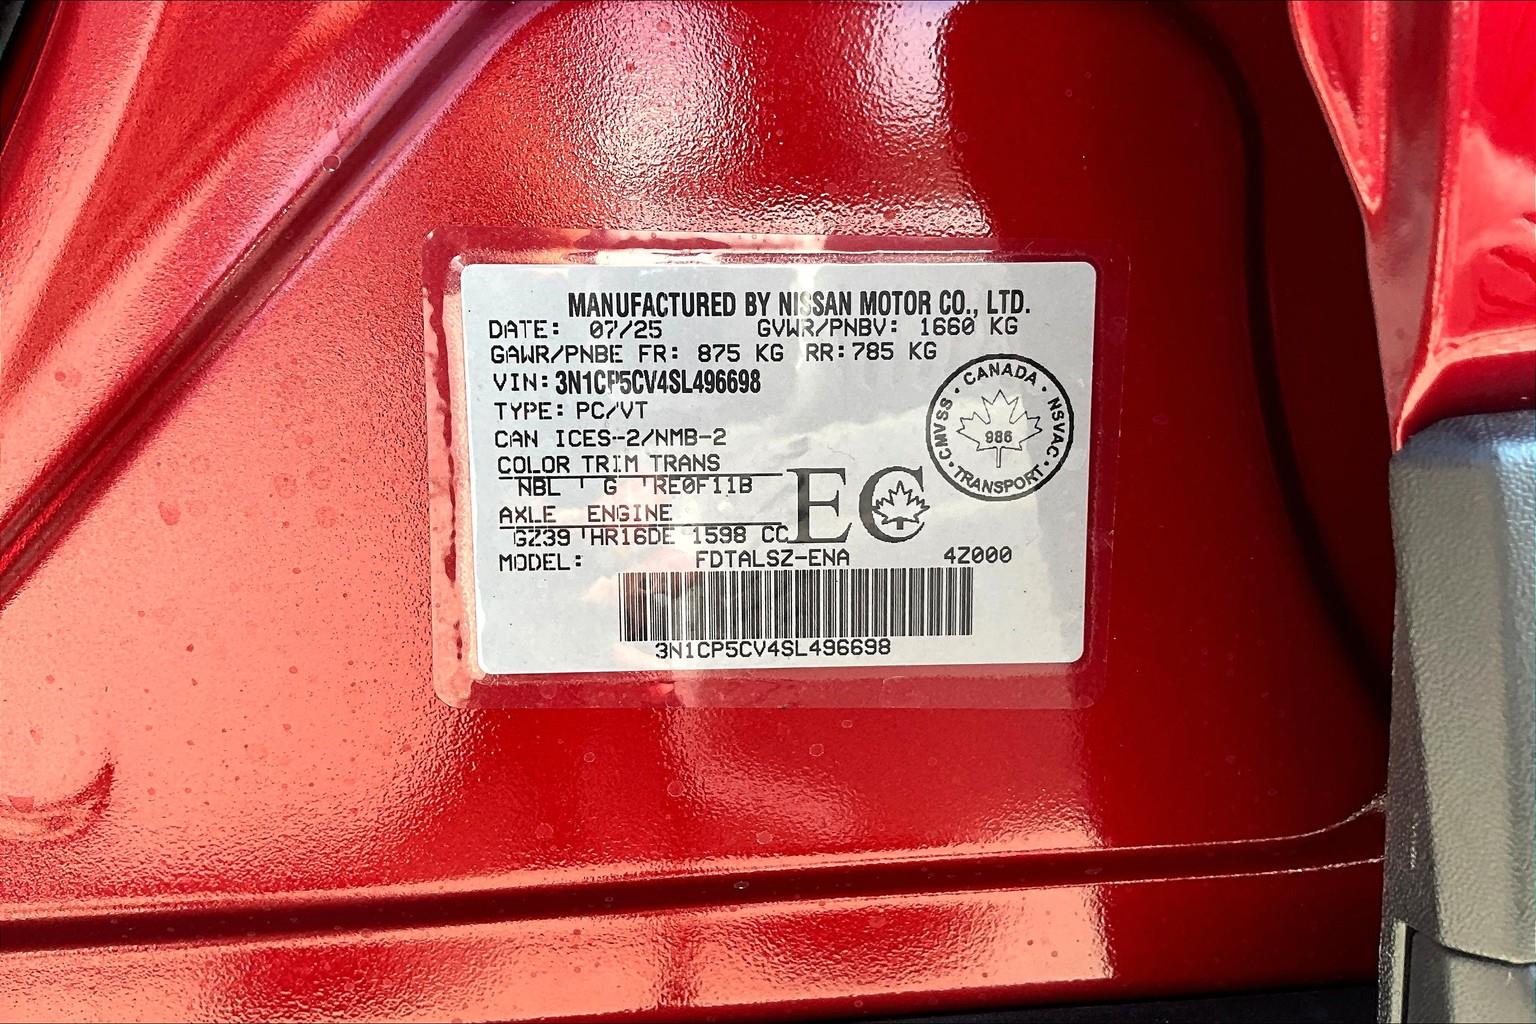 MANUFACTURED BY NISSAN MOTOR CO., LTD.
DATE: 07/25 GVWR/PNBV: 1660 KG
GAWR/PNBE FR: 875 KG RR:785 KG
VIN: 3N1CP5CV4SL496698
TYPE: PC/VT
CAN ICES-2/NMB-2
COLOR TRIM TRANS
NBL G RE0F11B
AXLE ENGINE
GZ39 HR16DE 1598 CC
EC
CANADA · NSVAC · TRANSPORT · CMVSS ·
986
MODEL: FDTALSZ-ENA 4Z000
3N1CP5CV4SL496698